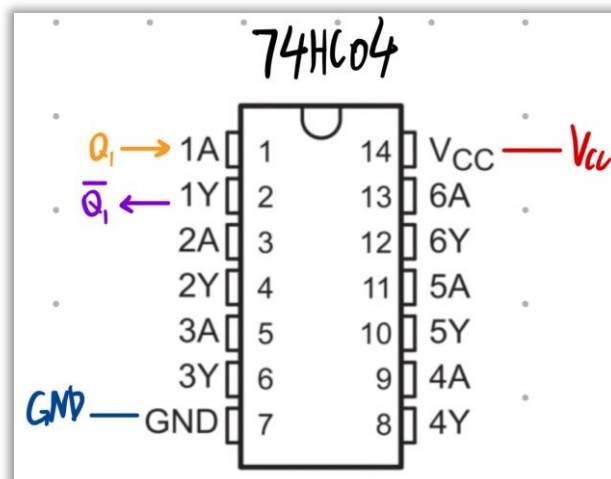 74HC04
Q₁ → 1A 1 14 VCC VCC
Q̅₁ ← 1Y 2 13 6A
2A 3 12 6Y
2Y 4 11 5A
3A 5 10 5Y
3Y 6 9 4A
GND GND 7 8 4Y